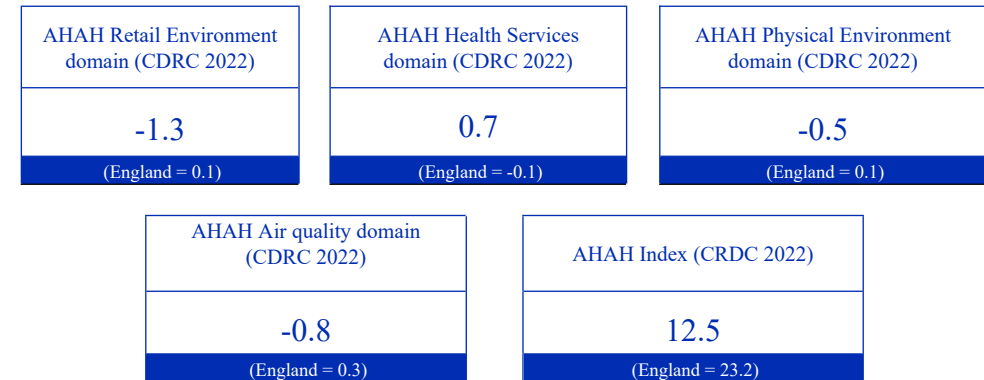 AHAH Retail Environment
domain (CDRC 2022)
-1.3
(England = 0.1)
AHAH Health Services
domain (CDRC 2022)
0.7
(England = -0.1)
AHAH Physical Environment
domain (CDRC 2022)
-0.5
(England = 0.1)
AHAH Air quality domain
(CDRC 2022)
-0.8
(England = 0.3)
AHAH Index (CRDC 2022)
12.5
(England = 23.2)